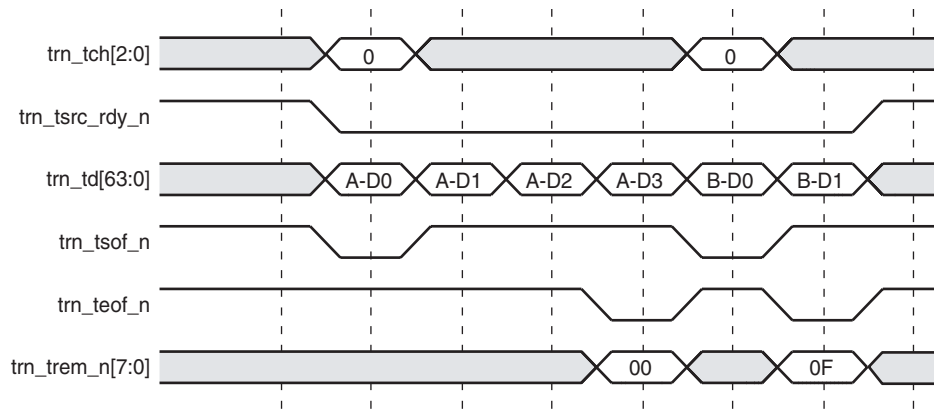 trn_tch[2:0] 0 0
trn_tsrc_rdy_n
trn_td[63:0] A-D0 A-D1 A-D2 A-D3 B-D0 B-D1
trn_tsof_n
trn_teof_n
trn_trem_n[7:0] 00 0F